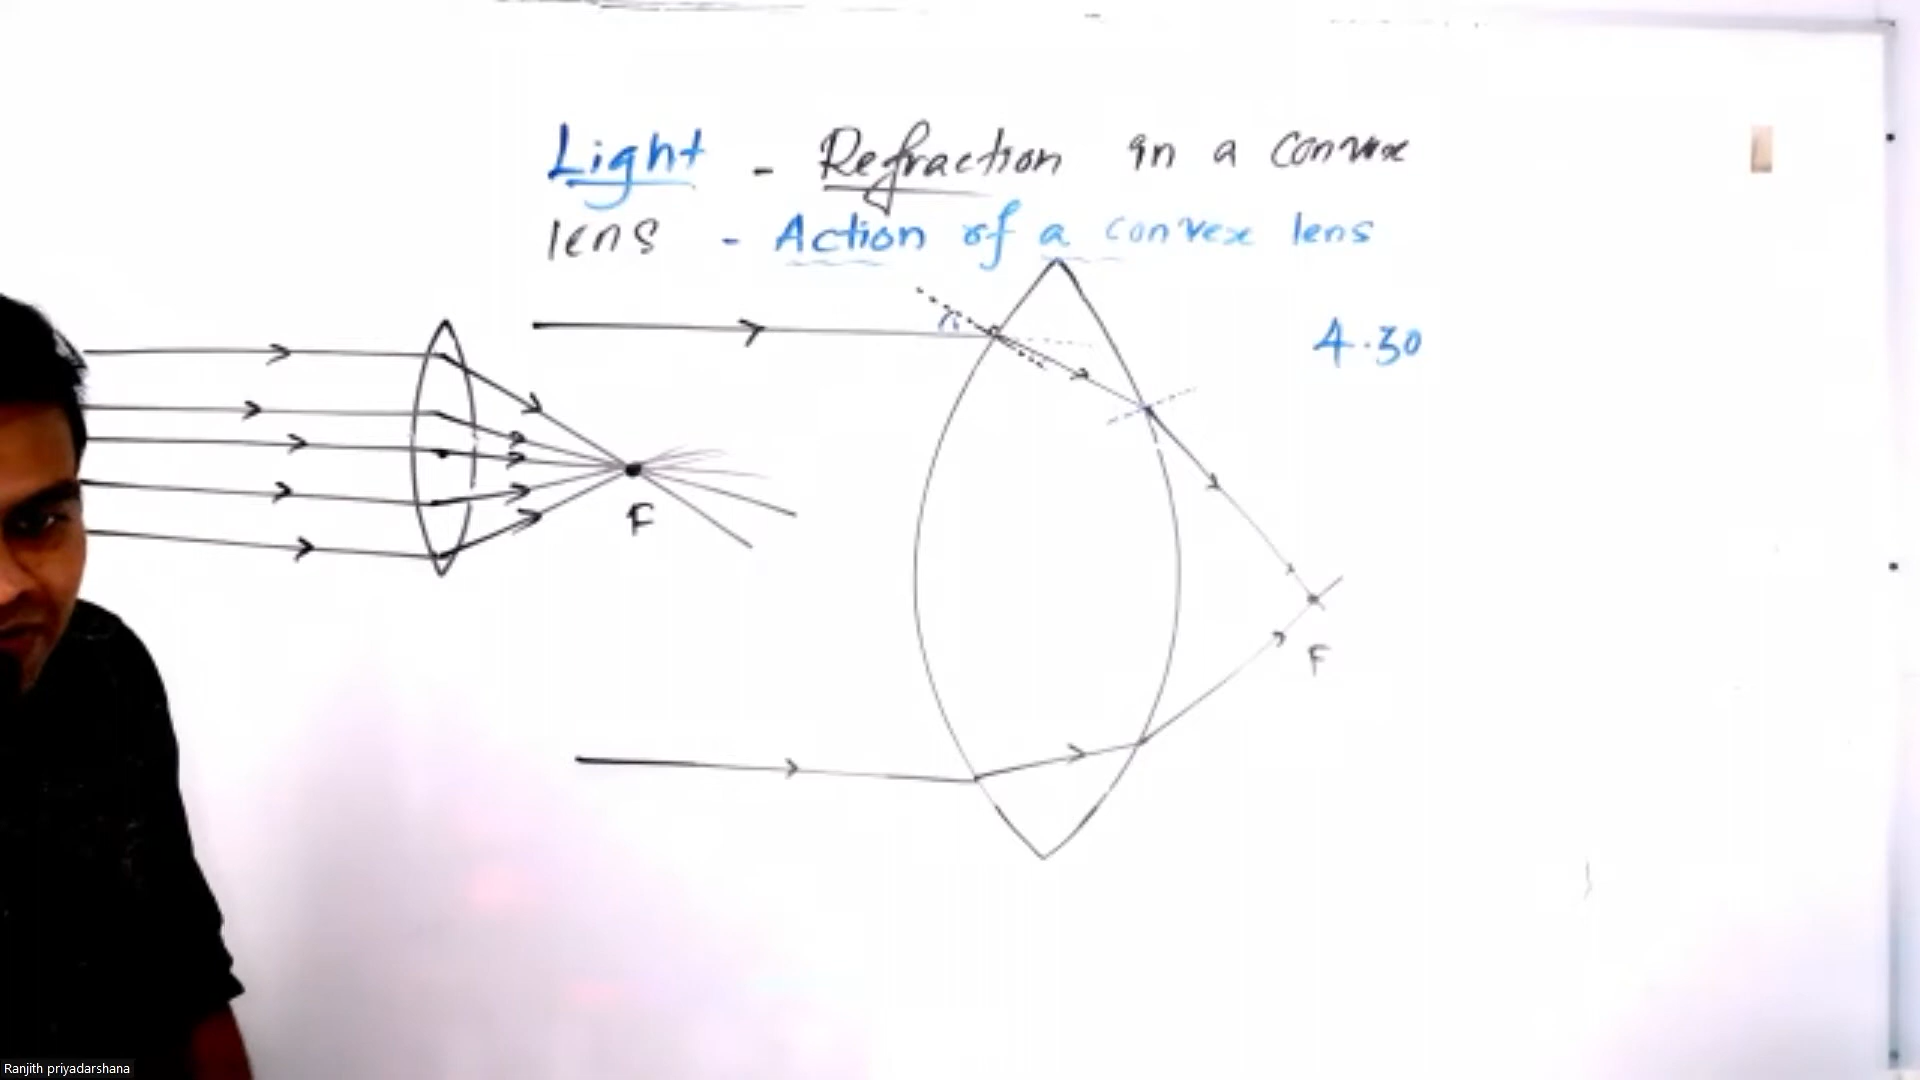 Light - Refraction in a convex
lens - Action of a convex lens
4.30
i
F
F
Ranjith priyadarshana